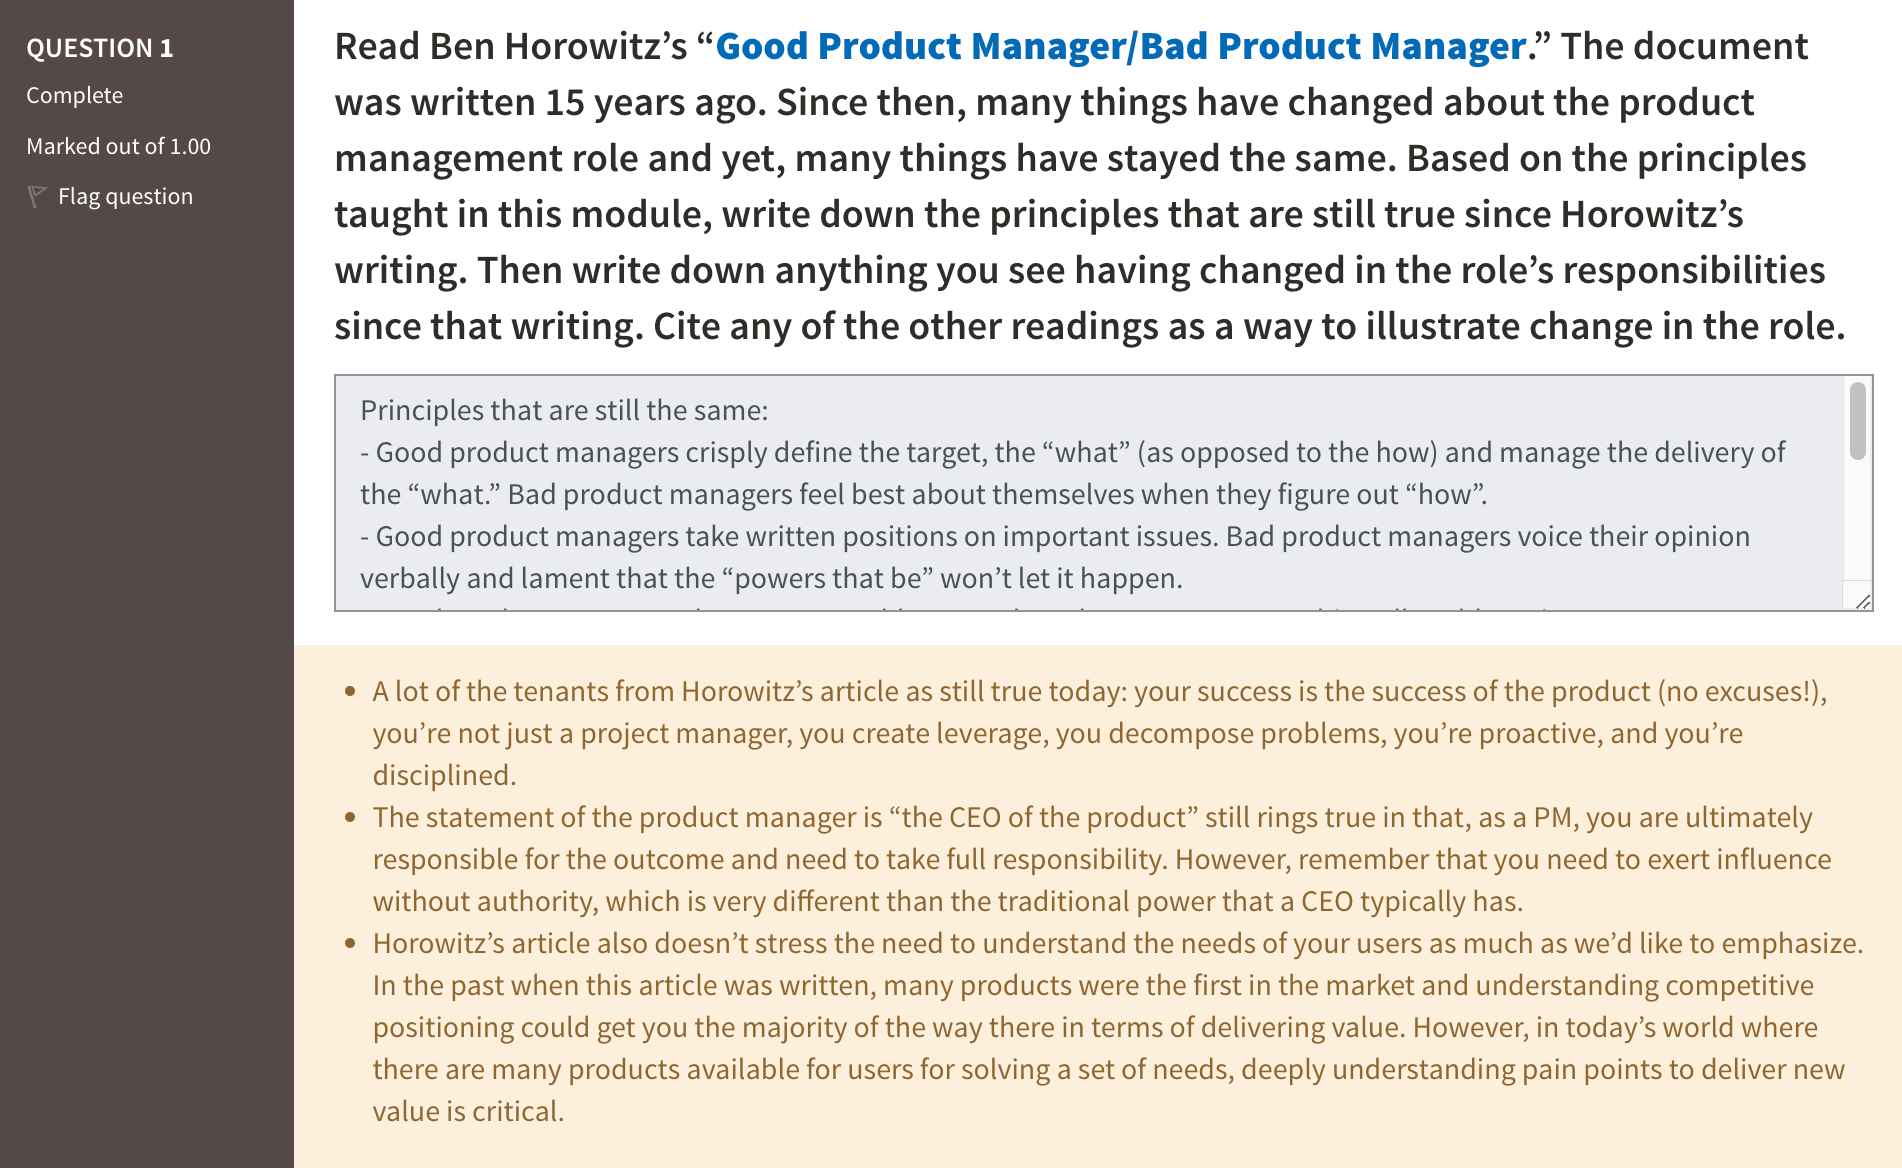 QUESTION 1
Complete
Marked out of 1.00
Flag question
Read Ben Horowitz’s “Good Product Manager/Bad Product Manager.” The document
was written 15 years ago. Since then, many things have changed about the product
management role and yet, many things have stayed the same. Based on the principles
taught in this module, write down the principles that are still true since Horowitz’s
writing. Then write down anything you see having changed in the role’s responsibilities
since that writing. Cite any of the other readings as a way to illustrate change in the role.
Principles that are still the same:
- Good product managers crisply define the target, the “what” (as opposed to the how) and manage the delivery of
the “what.” Bad product managers feel best about themselves when they figure out “how”.
- Good product managers take written positions on important issues. Bad product managers voice their opinion
verbally and lament that the “powers that be” won’t let it happen.
• A lot of the tenants from Horowitz’s article as still true today: your success is the success of the product (no excuses!),
you’re not just a project manager, you create leverage, you decompose problems, you’re proactive, and you’re
disciplined.
• The statement of the product manager is “the CEO of the product” still rings true in that, as a PM, you are ultimately
responsible for the outcome and need to take full responsibility. However, remember that you need to exert influence
without authority, which is very different than the traditional power that a CEO typically has.
• Horowitz’s article also doesn’t stress the need to understand the needs of your users as much as we’d like to emphasize.
In the past when this article was written, many products were the first in the market and understanding competitive
positioning could get you the majority of the way there in terms of delivering value. However, in today’s world where
there are many products available for users for solving a set of needs, deeply understanding pain points to deliver new
value is critical.